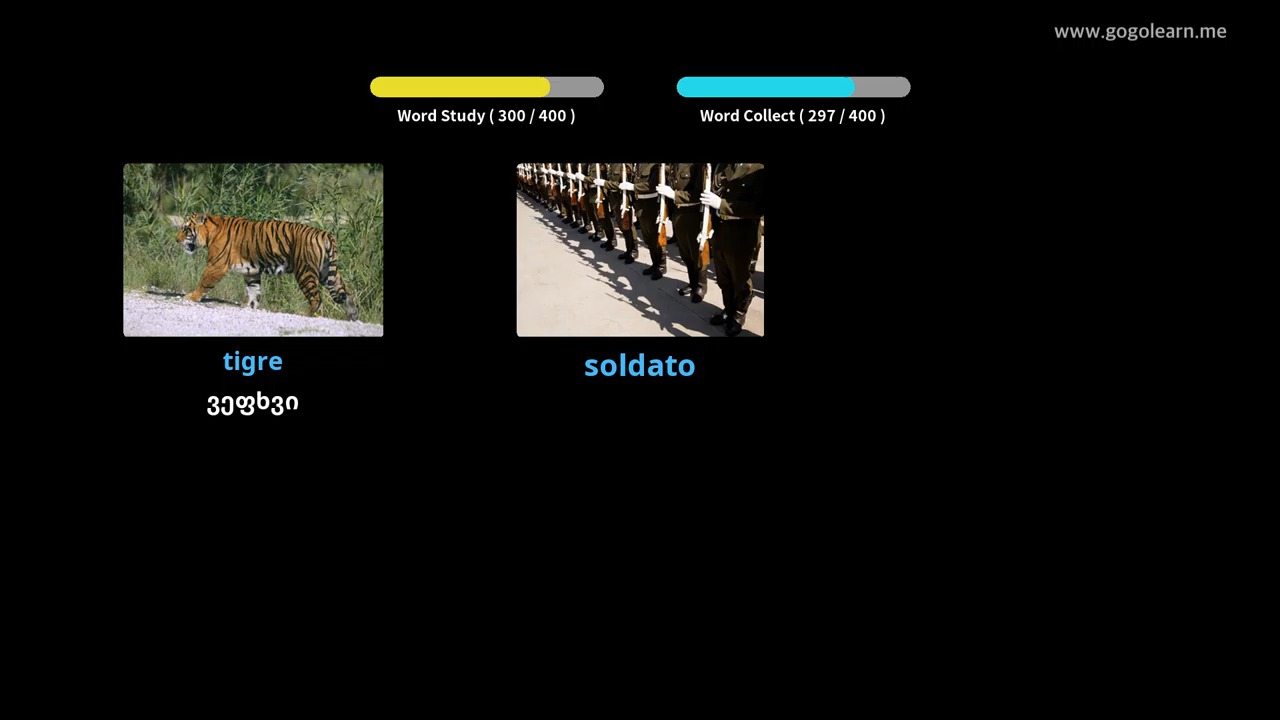 www.gogolearn.me
Word Study ( 300 / 400 )
Word Collect ( 297 / 400 )
tigre
ვეფხვი
soldato